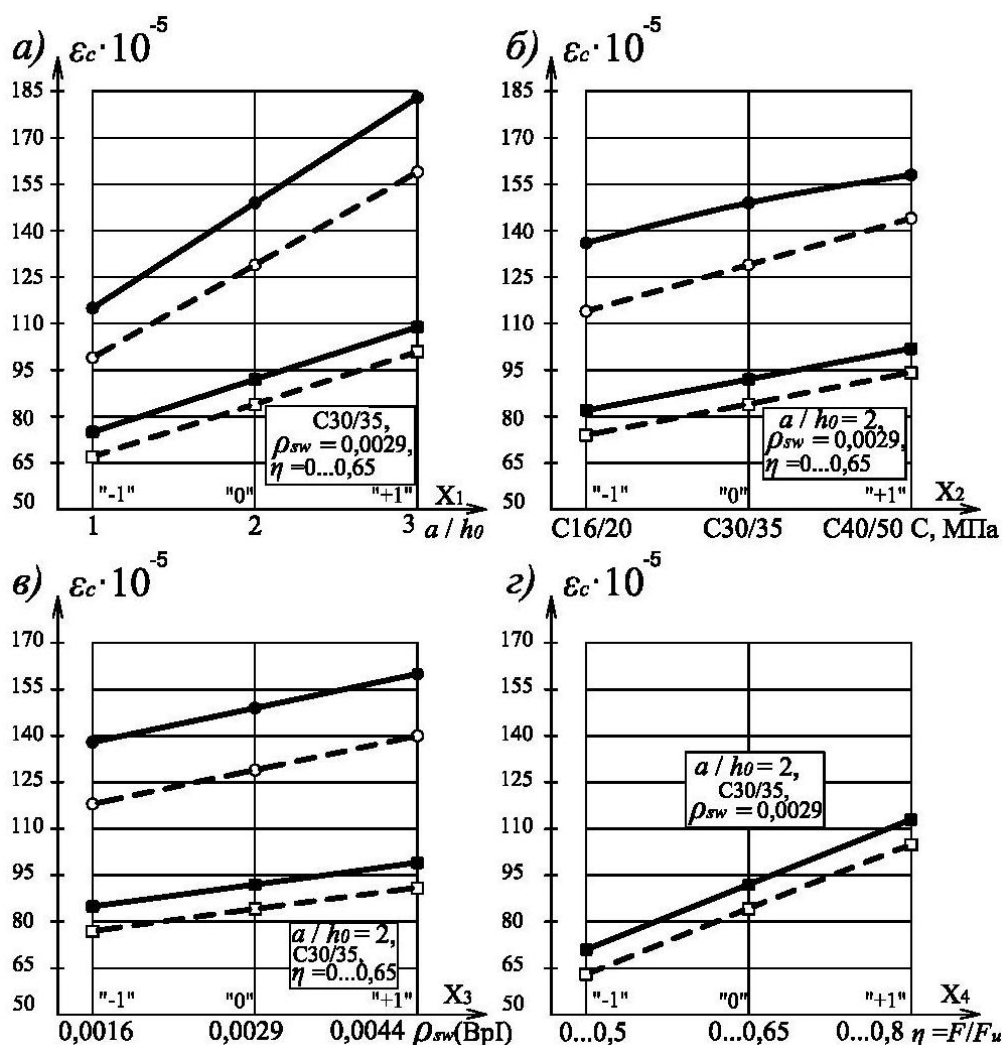 а) εc·10⁻⁵
185
170
155
140
125
110
95
80
65
50
C30/35,
ρsw = 0,0029,
η =0...0,65
"-1" "0" "+1" X1
1 2 3 a / h0
б) εc·10⁻⁵
185
170
155
140
125
110
95
80
65
50
a / h0 = 2,
ρsw = 0,0029,
η =0...0,65
"-1" "0" "+1" X2
C16/20 C30/35 C40/50 C, МПа
в) εc·10⁻⁵
170
155
140
125
110
95
80
65
50
a / h0 = 2,
C30/35,
η =0...0,65
"-1" "0" "+1" X3
0,0016 0,0029 0,0044 ρsw(BpI)
г) εc·10⁻⁵
170
155
140
125
110
95
80
65
50
a / h0 = 2,
C30/35,
ρsw = 0,0029
"-1" "0" "+1" X4
0...0,5 0...0,65 0...0,8 η =F/Fu